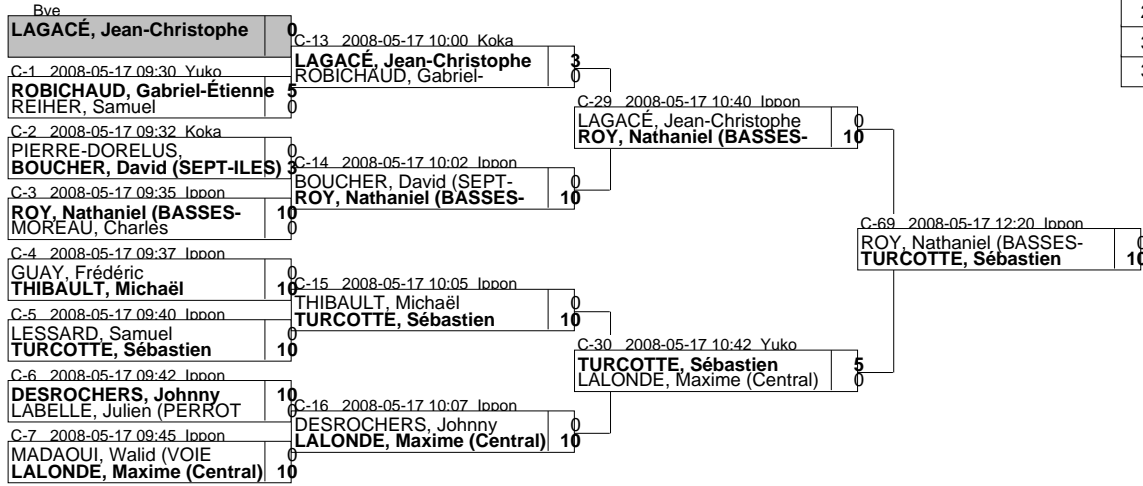 Bye
LAGACÉ, Jean-Christophe 0
C-1 2008-05-17 09:30 Yuko
ROBICHAUD, Gabriel-Étienne 5
REIHER, Samuel 0
C-2 2008-05-17 09:32 Koka
PIERRE-DORELUS, 0
BOUCHER, David (SEPT-ILES) 3
C-3 2008-05-17 09:35 Ippon
ROY, Nathaniel (BASSES- 10
MOREAU, Charles 0
C-4 2008-05-17 09:37 Ippon
GUAY, Frédéric 0
THIBAULT, Michaël 10
C-5 2008-05-17 09:40 Ippon
LESSARD, Samuel 0
TURCOTTE, Sébastien 10
C-6 2008-05-17 09:42 Ippon
DESROCHERS, Johnny 10
LABELLE, Julien (PERROT 0
C-7 2008-05-17 09:45 Ippon
MADAOUI, Walid (VOIE 0
LALONDE, Maxime (Central) 10
C-13 2008-05-17 10:00 Koka
LAGACÉ, Jean-Christophe 3
ROBICHAUD, Gabriel- 0
C-14 2008-05-17 10:02 Ippon
BOUCHER, David (SEPT- 0
ROY, Nathaniel (BASSES- 10
C-15 2008-05-17 10:05 Ippon
THIBAULT, Michaël 0
TURCOTTE, Sébastien 10
C-16 2008-05-17 10:07 Ippon
DESROCHERS, Johnny 0
LALONDE, Maxime (Central) 10
C-29 2008-05-17 10:40 Ippon
LAGACÉ, Jean-Christophe 0
ROY, Nathaniel (BASSES- 10
C-30 2008-05-17 10:42 Yuko
TURCOTTE, Sébastien 5
LALONDE, Maxime (Central) 0
C-69 2008-05-17 12:20 Ippon
ROY, Nathaniel (BASSES- 0
TURCOTTE, Sébastien 10